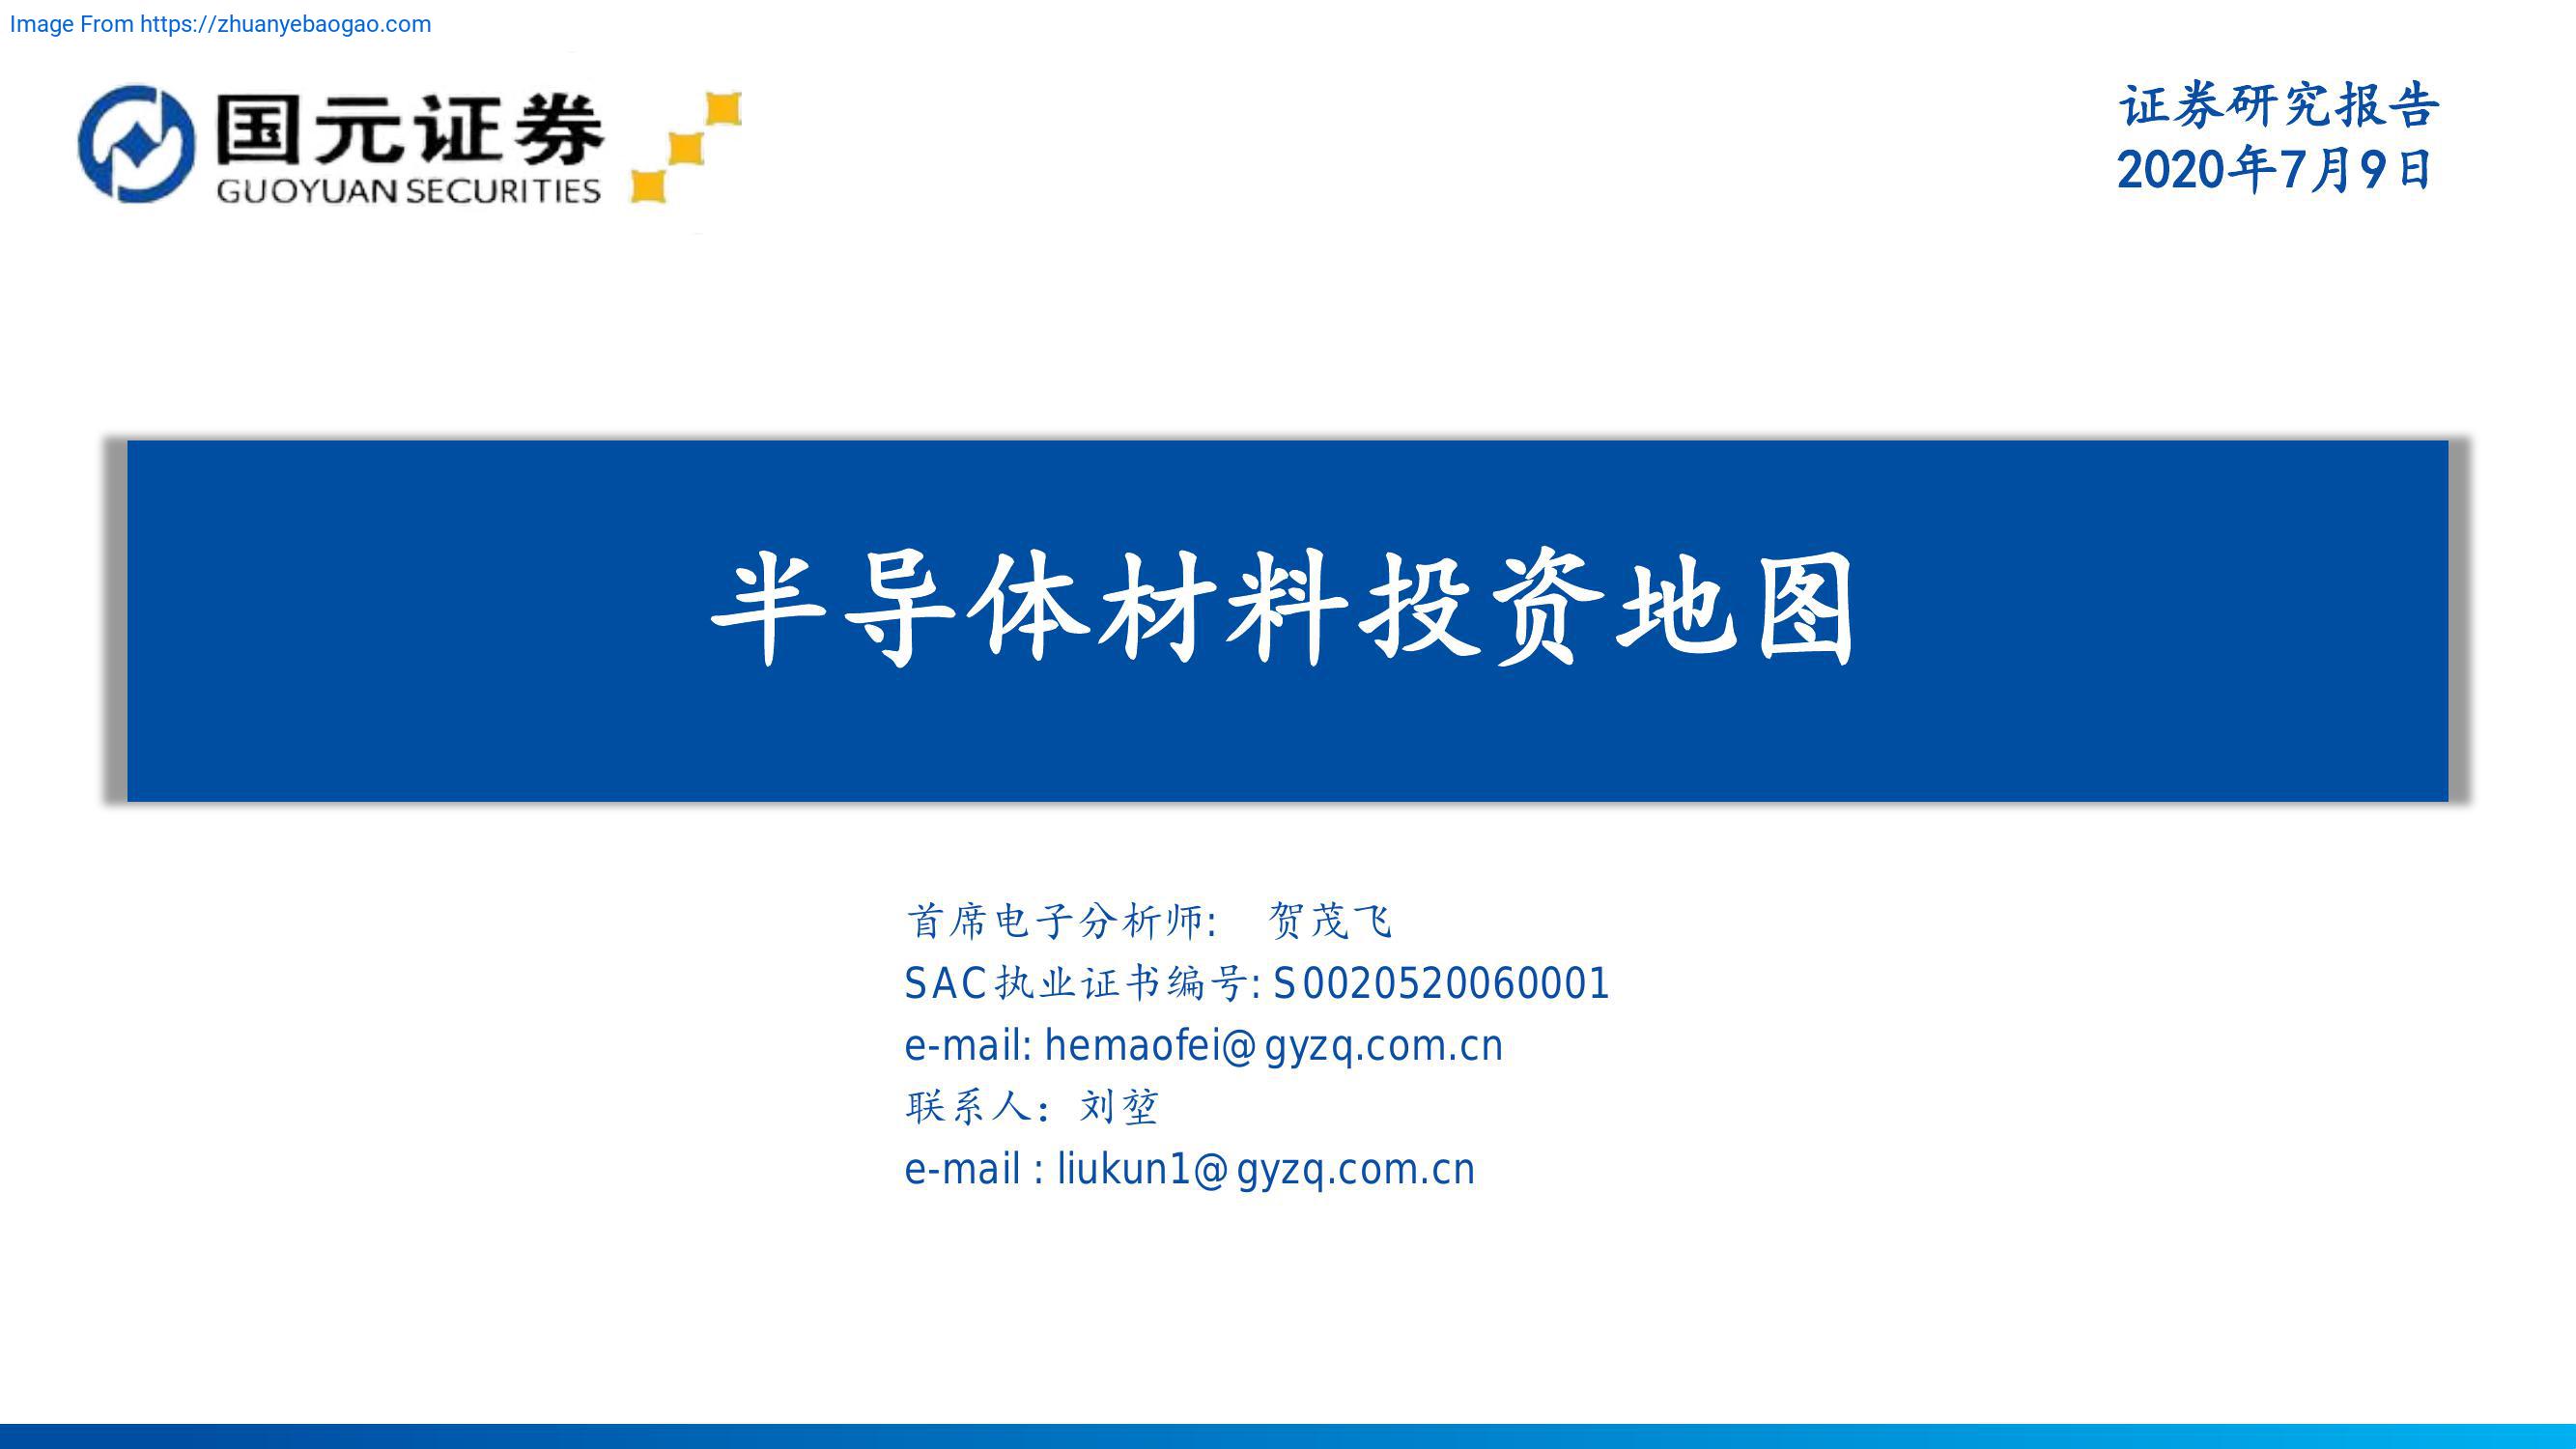 Image From https://zhuanyebaogao.com
国元证券
GUOYUAN SECURITIES
证券研究报告
2020年7月9日
半导体材料投资地图
首席电子分析师: 贺茂飞
SAC执业证书编号: S0020520060001
e-mail: hemaofei@gyzq.com.cn
联系人：刘堃
e-mail : liukun1@gyzq.com.cn